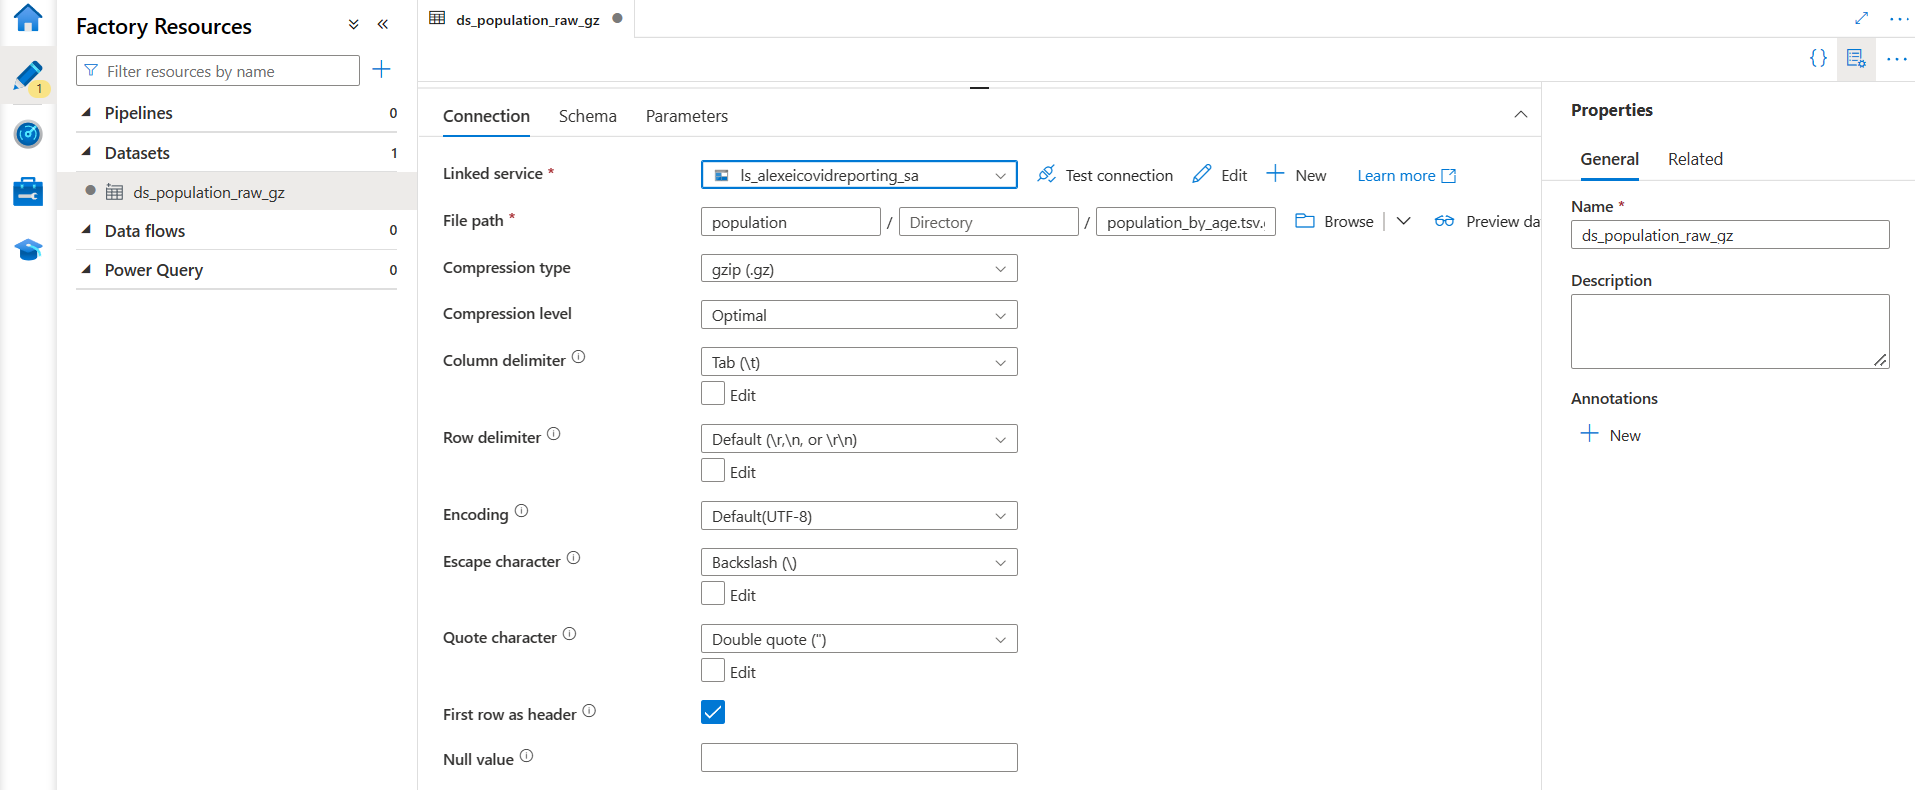 Factory Resources
Filter resources by name
1
Pipelines 0
Datasets 1
ds_population_raw_gz
Data flows 0
Power Query 0
ds_population_raw_gz
{}
Connection Schema Parameters
Linked service * ls_alexeicovidreporting_sa Test connection Edit New Learn more
File path * population / Directory / population_by_age.tsv. Browse Preview da
Compression type gzip (.gz)
Compression level Optimal
Column delimiter Tab (\t)
Edit
Row delimiter Default (\r,\n, or \r\n)
Edit
Encoding Default(UTF-8)
Escape character Backslash (\)
Edit
Quote character Double quote (")
Edit
First row as header
Null value
Properties
General Related
Name *
ds_population_raw_gz
Description
Annotations
New